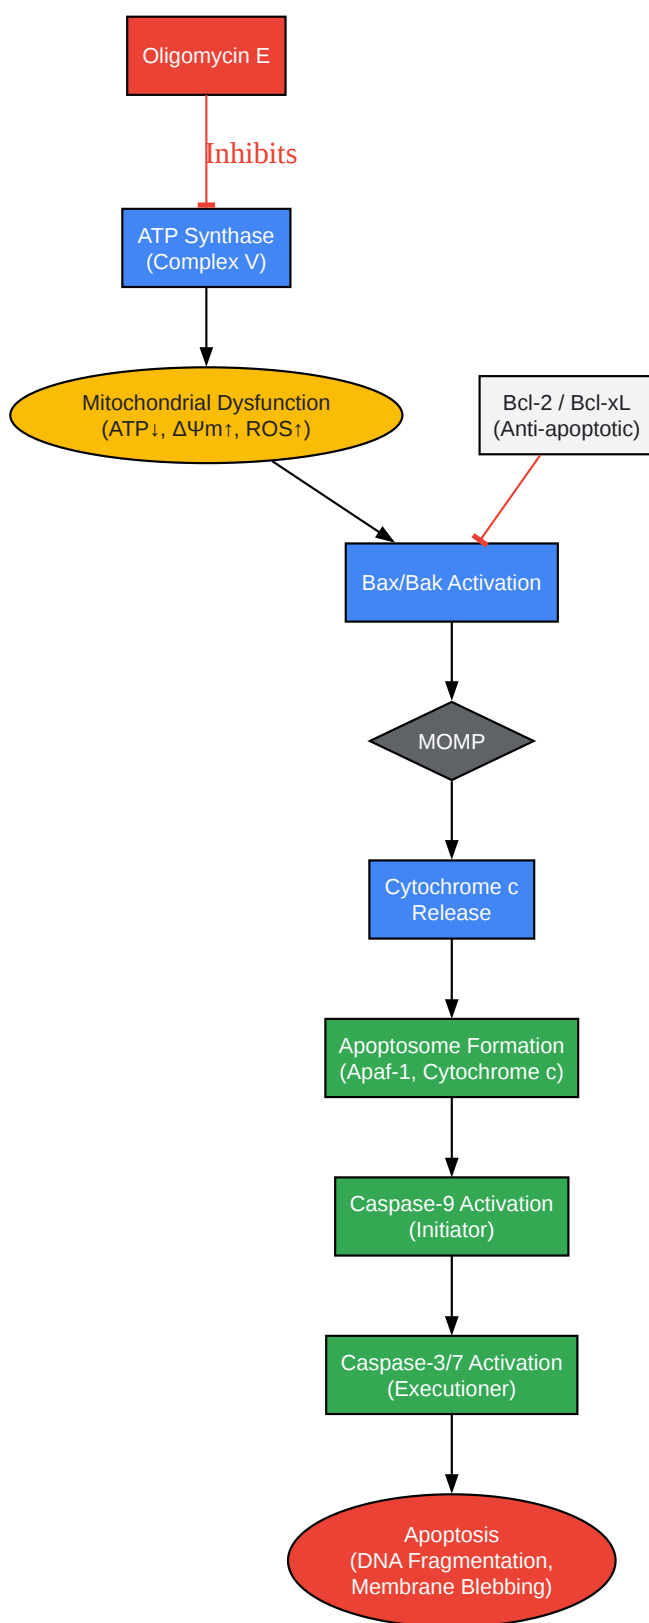 Oligomycin E
Inhibits
ATP Synthase
(Complex V)
Mitochondrial Dysfunction
(ATP↓, ΔΨm↑, ROS↑)
Bcl-2 / Bcl-xL
(Anti-apoptotic)
Bax/Bak Activation
MOMP
Cytochrome c
Release
Apoptosome Formation
(Apaf-1, Cytochrome c)
Caspase-9 Activation
(Initiator)
Caspase-3/7 Activation
(Executioner)
Apoptosis
(DNA Fragmentation,
Membrane Blebbing)